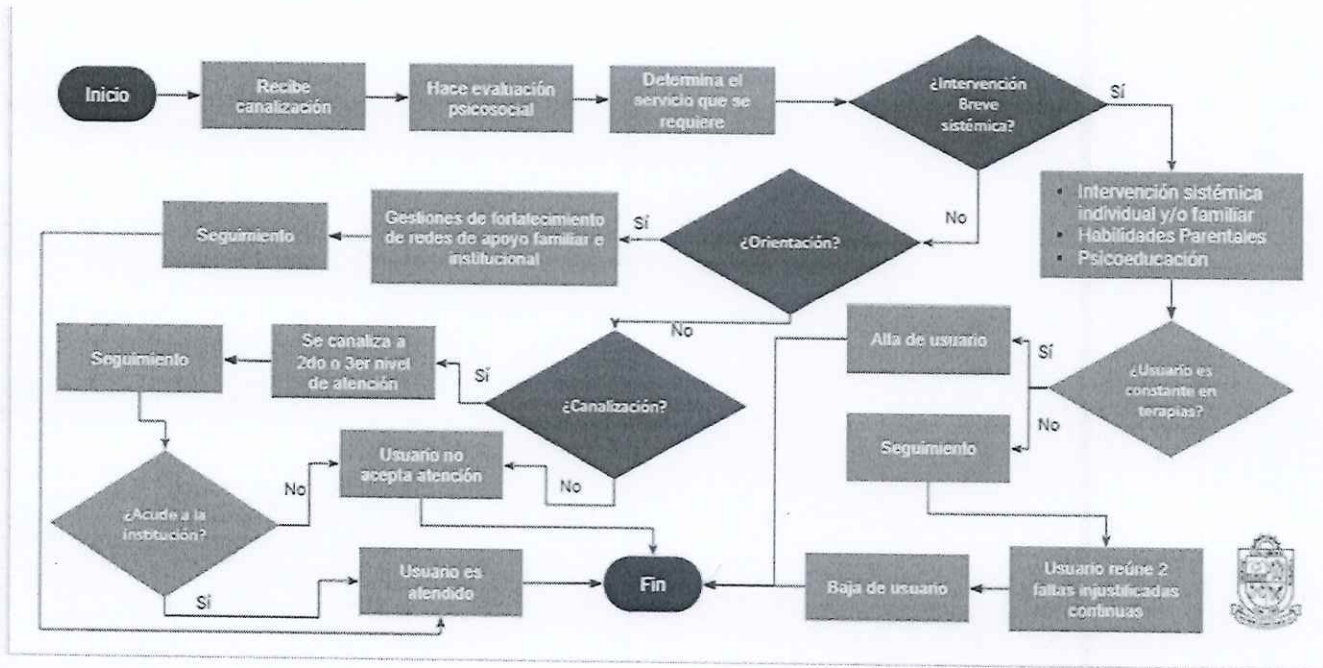 Inicio
Recibe
canalización
Hace evaluación
psicosocial
Determina el
servicio que se
requiere
¿Intervención
Breve
sistémica?
Sí
No
• Intervención sistémica
individual y/o familiar
• Habilidades Parentales
• Psicoeducación
¿Orientación?
Sí
Gestiones de fortalecimiento
de redes de apoyo familiar e
institucional
Seguimiento
No
¿Canalización?
Sí
Se canaliza a
2do o 3er nivel
de atención
Seguimiento
No
Usuario no
acepta atención
¿Acude a la
institución?
No
Sí
Usuario es
atendido
¿Usuario es
constante en
terapias?
Sí
Alta de usuario
No
Seguimiento
Usuario reúne 2
faltas injustificadas
continuas
Baja de usuario
Fin